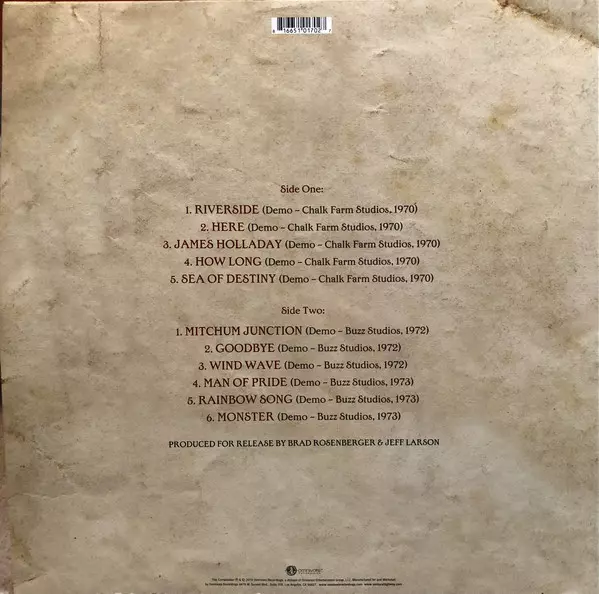 8 16651 01702 7
Side One:
1. RIVERSIDE (Demo – Chalk Farm Studios, 1970)
2. HERE (Demo – Chalk Farm Studios, 1970)
3. JAMES HOLLADAY (Demo – Chalk Farm Studios, 1970)
4. HOW LONG (Demo – Chalk Farm Studios, 1970)
5. SEA OF DESTINY (Demo – Chalk Farm Studios, 1970)
Side Two:
1. MITCHUM JUNCTION (Demo – Buzz Studios, 1972)
2. GOODBYE (Demo – Buzz Studios, 1972)
3. WIND WAVE (Demo – Buzz Studios, 1972)
4. MAN OF PRIDE (Demo – Buzz Studios, 1973)
5. RAINBOW SONG (Demo – Buzz Studios, 1973)
6. MONSTER (Demo – Buzz Studios, 1973)
PRODUCED FOR RELEASE BY BRAD ROSENBERGER & JEFF LARSON